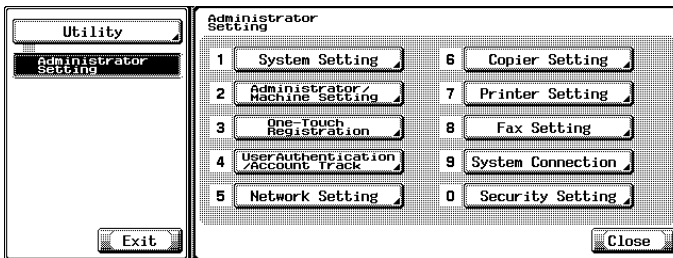 Utility
Administrator
Setting
Exit
Administrator
Setting
1 System Setting
2 Administrator/
Machine Setting
3 One-Touch
Registration
4 UserAuthentication
/Account Track
5 Network Setting
6 Copier Setting
7 Printer Setting
8 Fax Setting
9 System Connection
0 Security Setting
Close